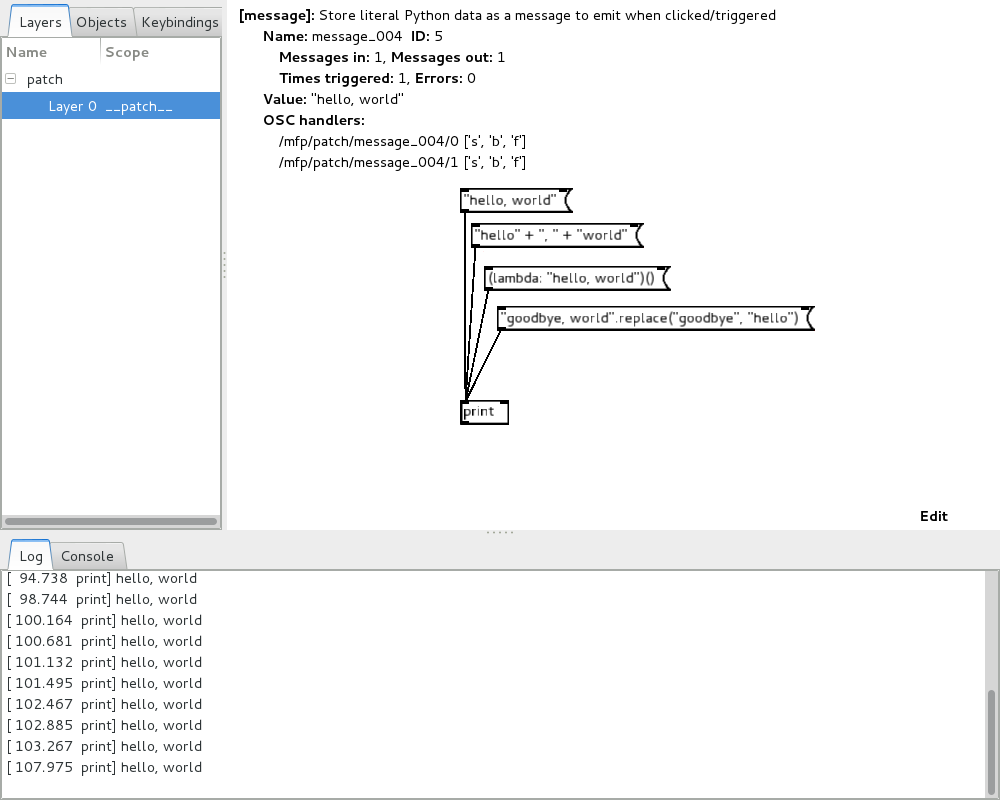 Layers Objects Keybindings
Name Scope
patch
Layer 0 __patch__
[message]: Store literal Python data as a message to emit when clicked/triggered
Name: message_004 ID: 5
Messages in: 1, Messages out: 1
Times triggered: 1, Errors: 0
Value: "hello, world"
OSC handlers:
/mfp/patch/message_004/0 ['s', 'b', 'f']
/mfp/patch/message_004/1 ['s', 'b', 'f']
"hello, world"
"hello" + ", " + "world"
(lambda: "hello, world")()
"goodbye, world".replace("goodbye", "hello")
print
Edit
Log Console
[ 94.738 print] hello, world
[ 98.744 print] hello, world
[ 100.164 print] hello, world
[ 100.681 print] hello, world
[ 101.132 print] hello, world
[ 101.495 print] hello, world
[ 102.467 print] hello, world
[ 102.885 print] hello, world
[ 103.267 print] hello, world
[ 107.975 print] hello, world